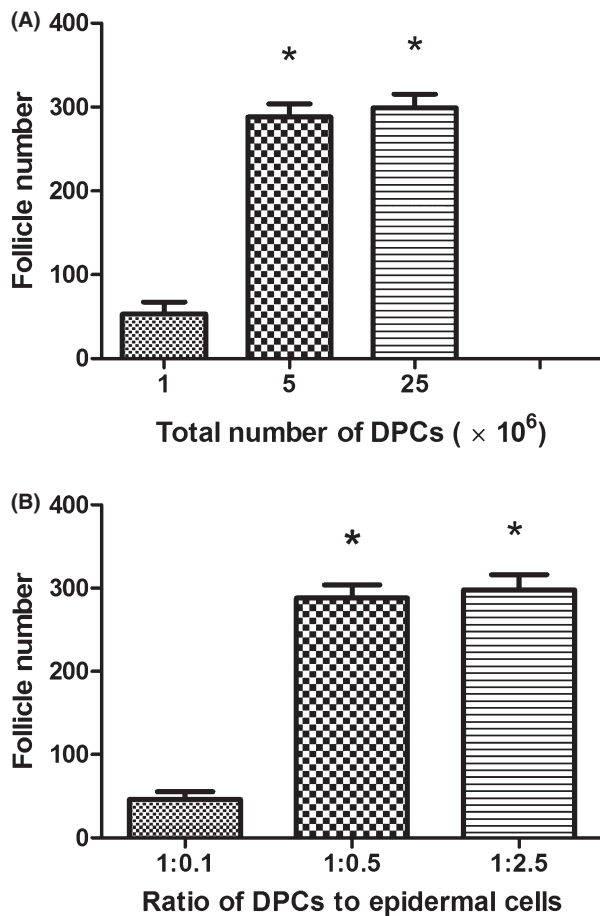 (A)
400
300
200
100
0
Follicle number
*
*
1 5 25
Total number of DPCs ( × 10⁶)
(B)
400
300
200
100
0
Follicle number
*
*
1:0.1 1:0.5 1:2.5
Ratio of DPCs to epidermal cells